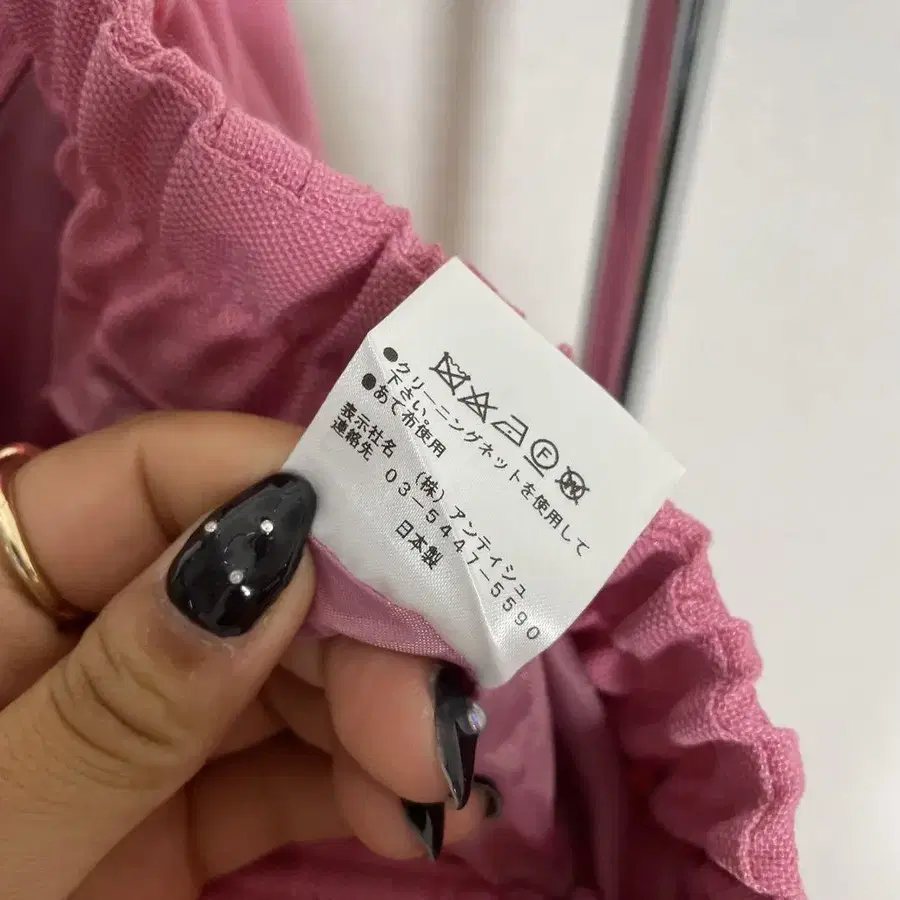 F W
●クリーニングネットを使用して
下さい。
●あて布使用
表示社名 (株)アンティシュ
連絡先 03-5447-5590
日本製